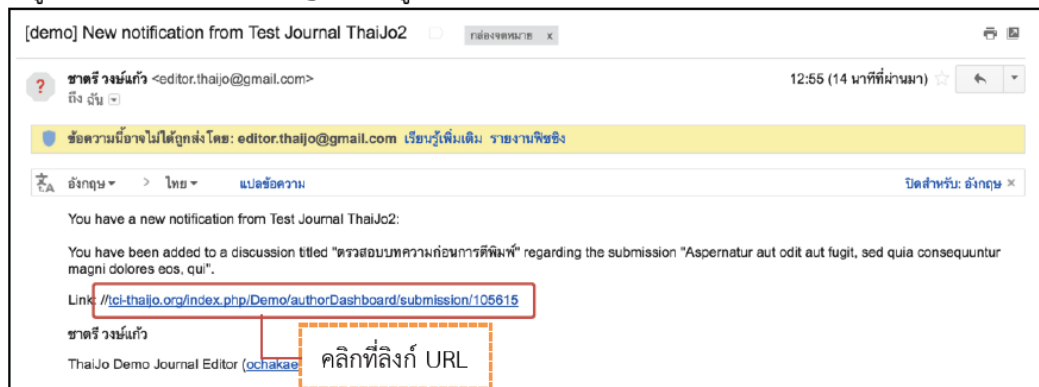 [demo] New notification from Test Journal ThaiJo2 กล่องจดหมาย x
ชาตรี วงษ์แก้ว <editor.thaijo@gmail.com> 12:55 (14 นาทีที่ผ่านมา)
ถึง ฉัน
ข้อความนี้อาจไม่ได้ถูกส่งโดย: editor.thaijo@gmail.com เรียนรู้เพิ่มเติม รายงานฟิชชิง
อังกฤษ > ไทย แปลข้อความ ปิดสำหรับ: อังกฤษ ×
You have a new notification from Test Journal ThaiJo2:
You have been added to a discussion titled "ตรวสอบบทความก่อนการตีพิมพ์" regarding the submission "Aspernatur aut odit aut fugit, sed quia consequuntur
magni dolores eos, qui".
Link: //tci-thaijo.org/index.php/Demo/authorDashboard/submission/105615
ชาตรี วงษ์แก้ว
ThaiJo Demo Journal Editor (ochakae
คลิกที่ลิงก์ URL